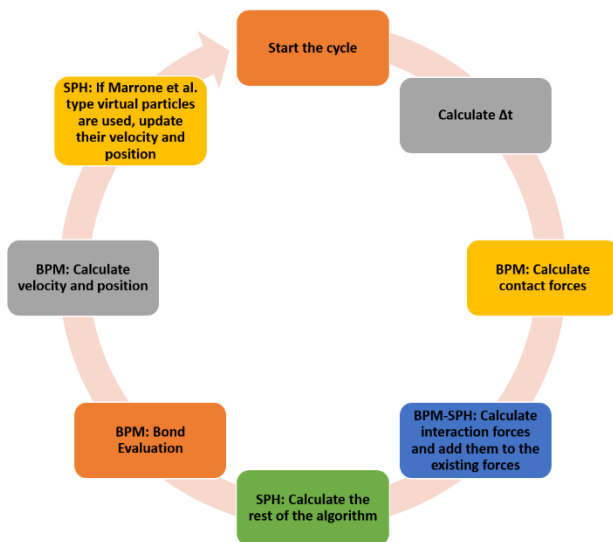 Start the cycle
Calculate Δt
BPM: Calculate
contact forces
BPM-SPH: Calculate
interaction forces
and add them to the
existing forces
SPH: Calculate the
rest of the algorithm
BPM: Bond
Evaluation
BPM: Calculate
velocity and position
SPH: If Marrone et al.
type virtual particles
are used, update
their velocity and
position